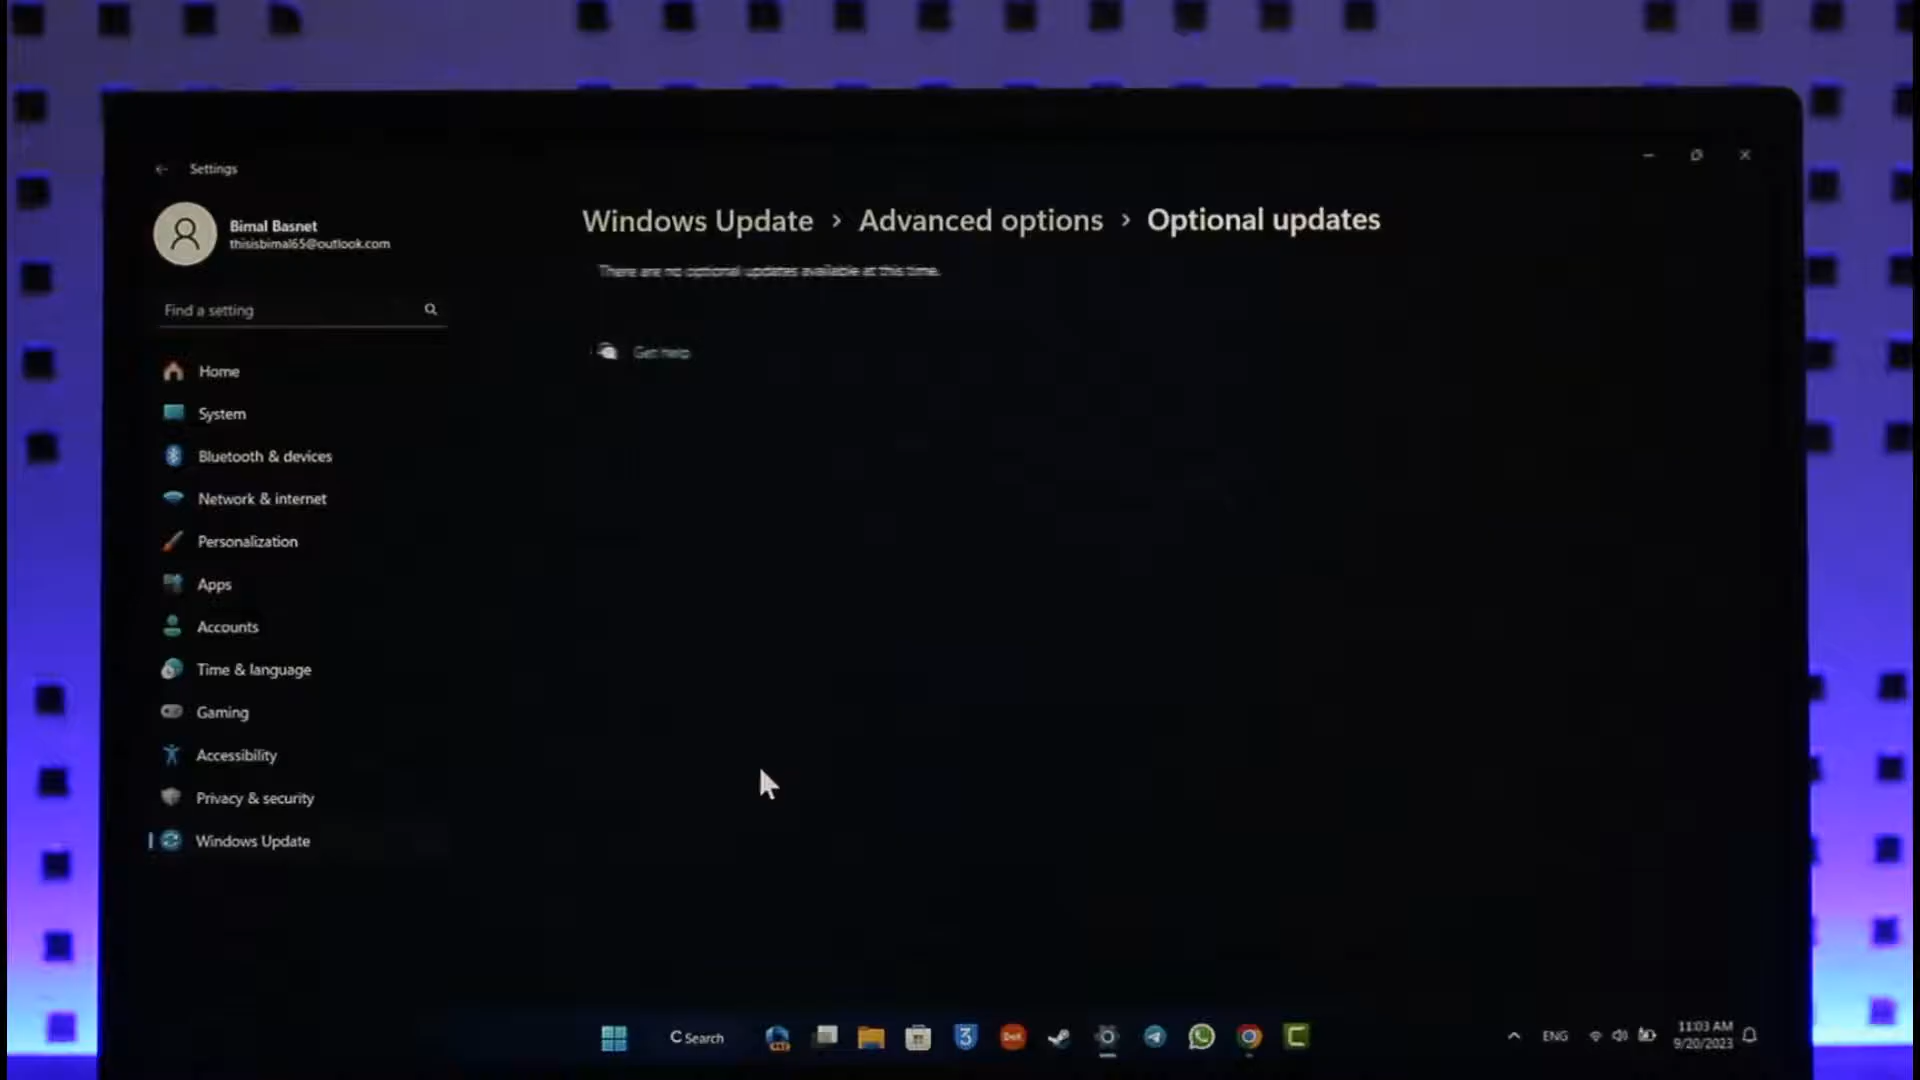 Settings
Bimal Basnet
thisisbimal65@outlook.com
Find a setting
Home
System
Bluetooth & devices
Network & internet
Personalization
Apps
Accounts
Time & language
Gaming
Accessibility
Privacy & security
Windows Update
Windows Update > Advanced options > Optional updates
There are no optional updates available at this time.
Get help
Search
ENG
11:03 AM
9/20/2023